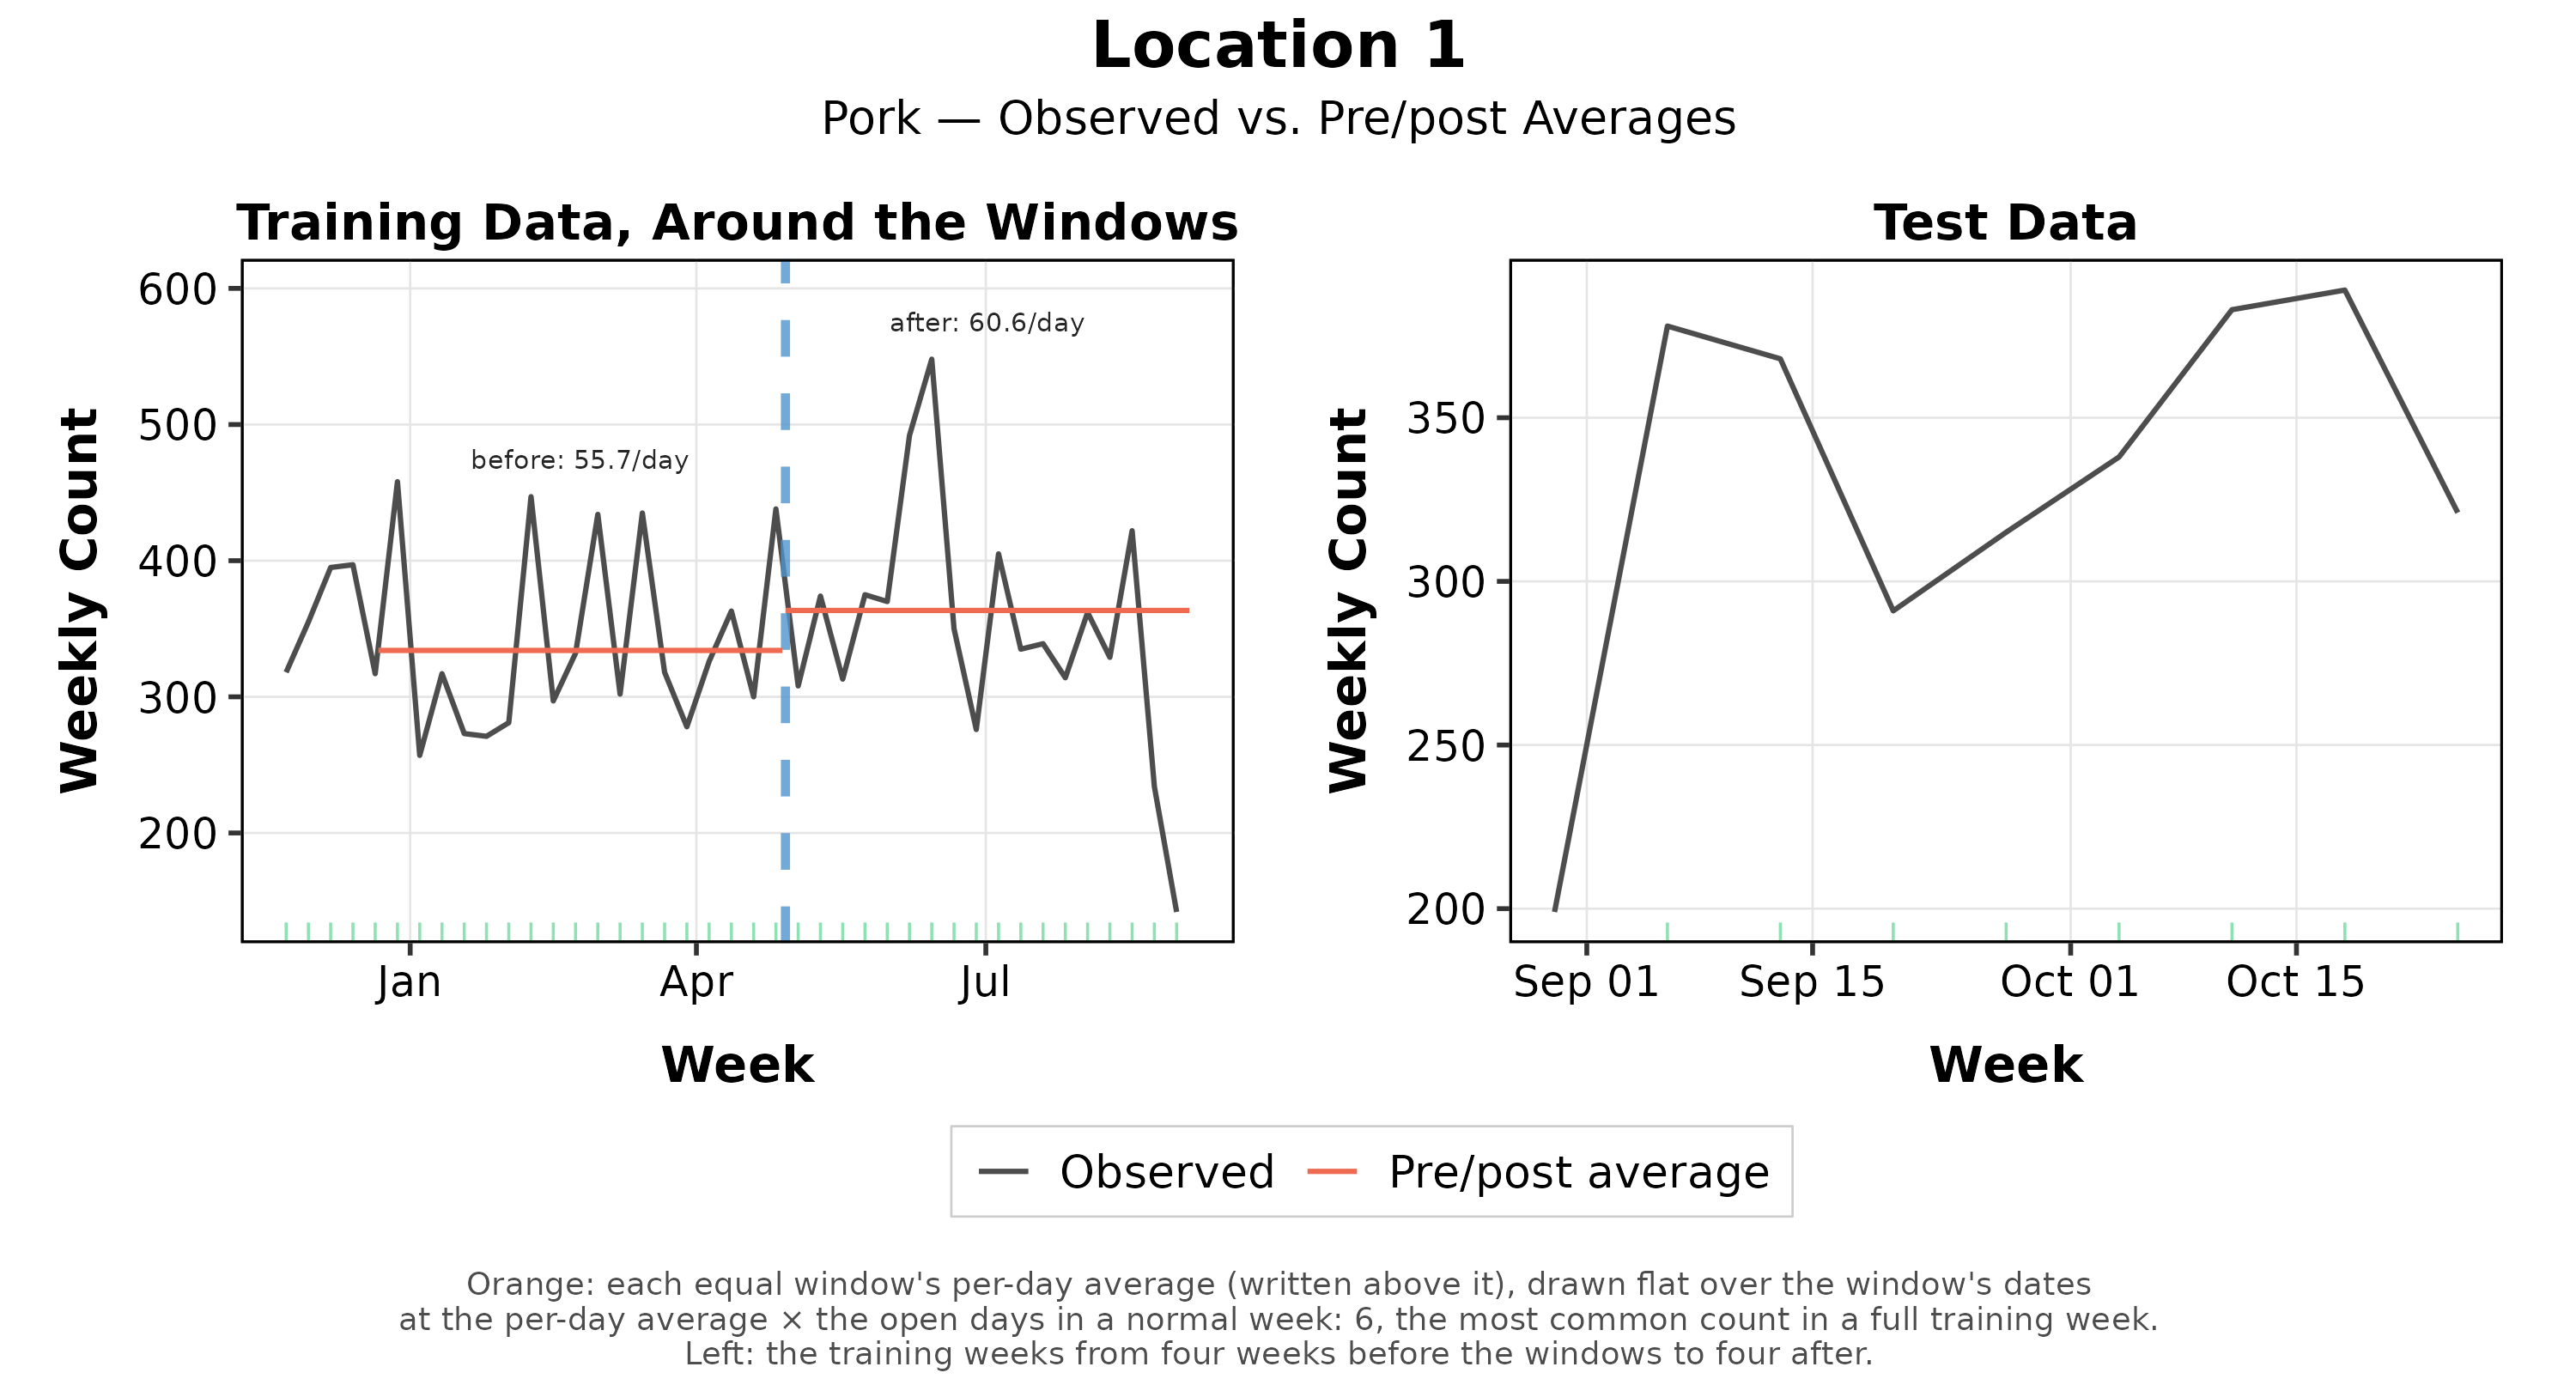 Location 1
Pork — Observed vs. Pre/post Averages
Training Data, Around the Windows
Weekly Count
600
500
400
300
200
before: 55.7/day
after: 60.6/day
Jan
Apr
Jul
Week
Test Data
Weekly Count
350
300
250
200
Sep 01
Sep 15
Oct 01
Oct 15
Week
Observed
Pre/post average
Orange: each equal window's per-day average (written above it), drawn flat over the window's dates
at the per-day average × the open days in a normal week: 6, the most common count in a full training week.
Left: the training weeks from four weeks before the windows to four after.